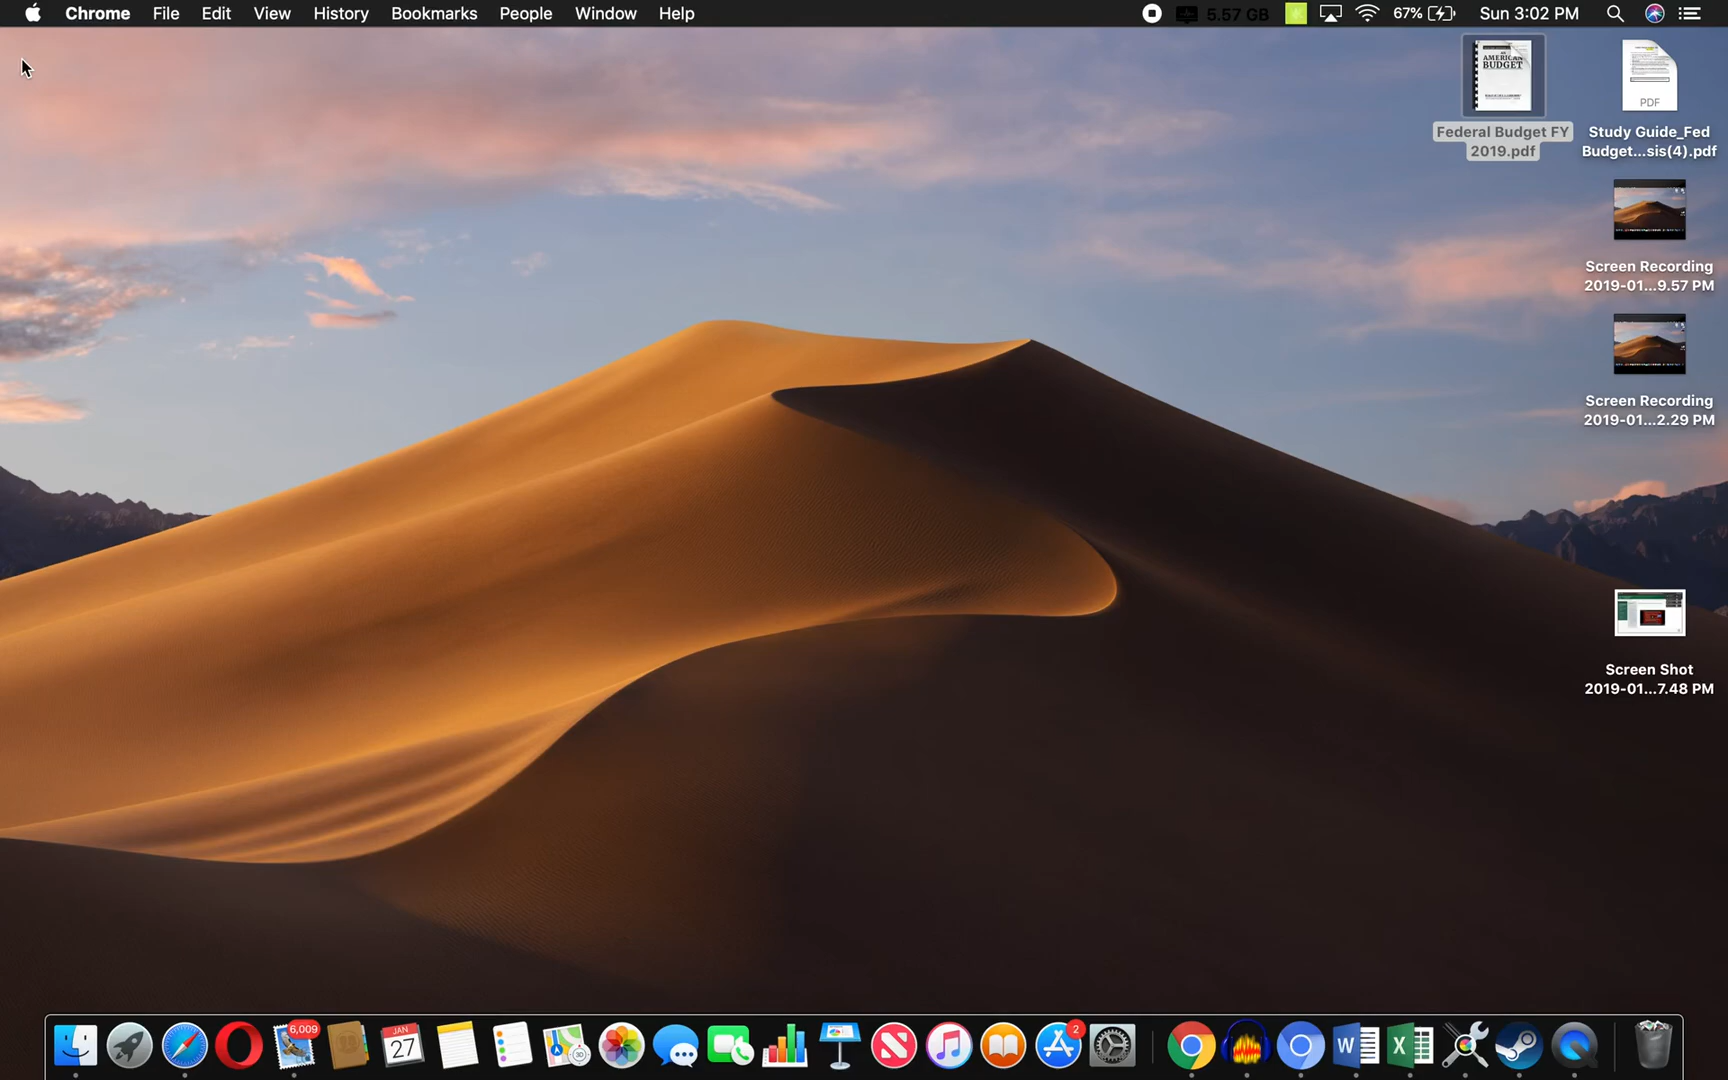 Chrome File Edit View History Bookmarks People Window Help 5.57 GB 67% Sun 3:02 PM
AMERICAN
BUDGET
Federal Budget FY
2019.pdf
PDF
Study Guide_Fed
Budget...sis(4).pdf
Screen Recording
2019-01...9.57 PM
Screen Recording
2019-01...2.29 PM
Screen Shot
2019-01...7.48 PM
6,009
JAN
27
2